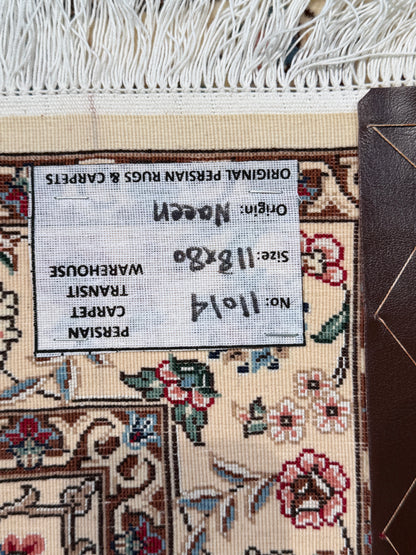 No: 11014
Size: 118x80
Origin: Naeen
PERSIAN
CARPET
TRANSIT
WAREHOUSE
ORIGINAL PERSIAN RUGS & CARPETS